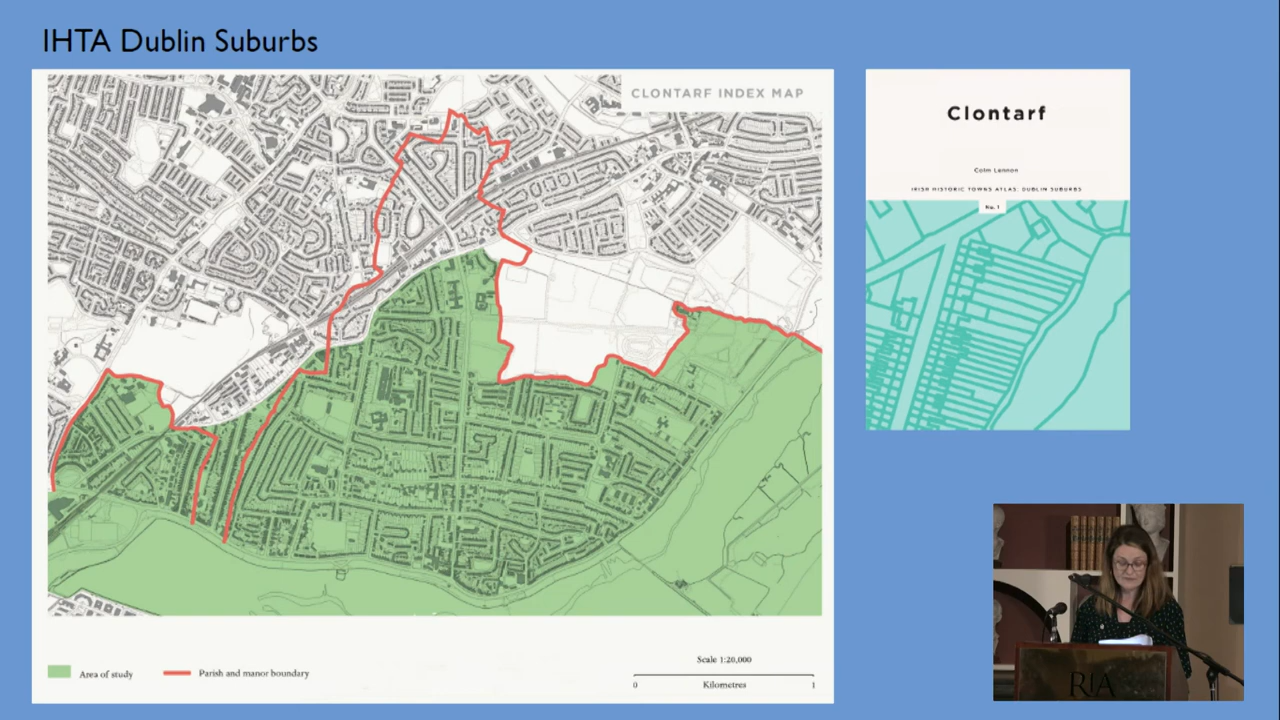 IHTA Dublin Suburbs
CLONTARF INDEX MAP
Area of study
Parish and manor boundary
Scale 1:20,000
0 Kilometres 1
Clontarf
Colm Lennon
IRISH HISTORIC TOWNS ATLAS: DUBLIN SUBURBS
No. 1
RIA